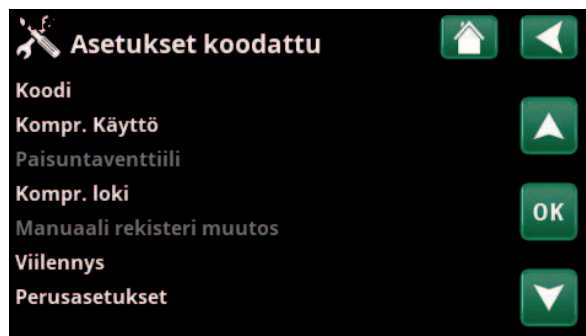 Asetukset koodattu
Koodi
Kompr. Käyttö
Paisuntaventtiili
Kompr. loki
Manuaali rekisteri muutos
OK
Viilennys
Perusasetukset